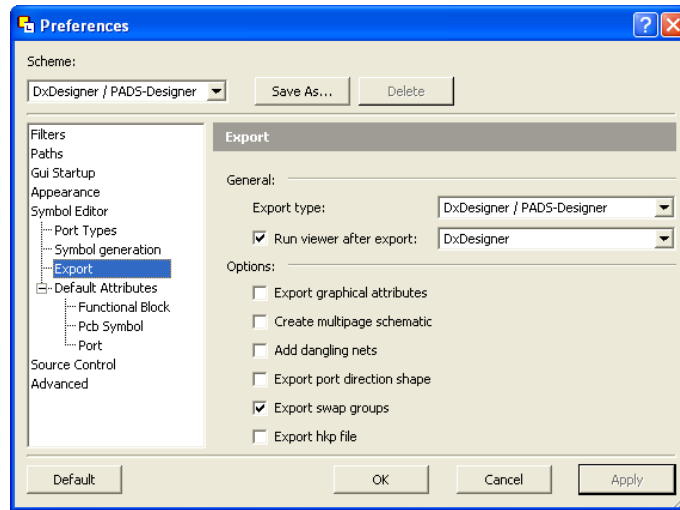 Preferences
Scheme:
DxDesigner / PADS-Designer
Save As...
Delete
Filters
Paths
Gui Startup
Appearance
Symbol Editor
Port Types
Symbol generation
Export
Default Attributes
Functional Block
Pcb Symbol
Port
Source Control
Advanced
Export
General:
Export type:
DxDesigner / PADS-Designer
Run viewer after export:
DxDesigner
Options:
Export graphical attributes
Create multipage schematic
Add dangling nets
Export port direction shape
Export swap groups
Export hkp file
Default
OK
Cancel
Apply